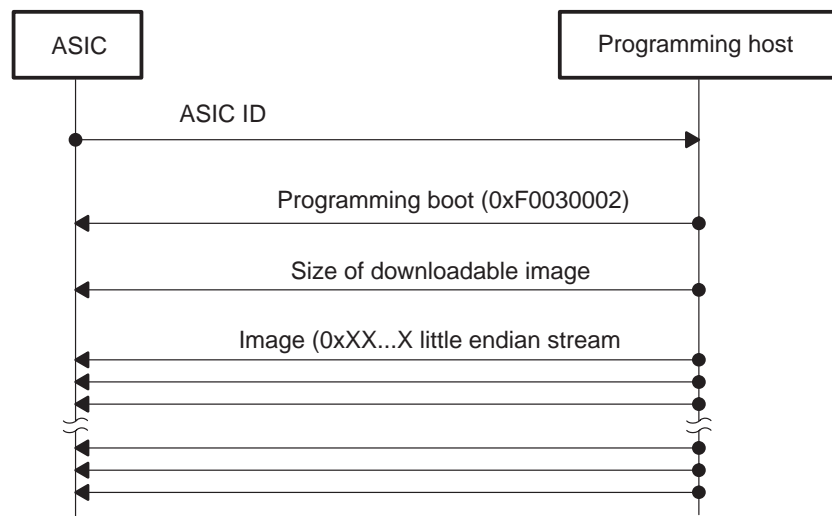 ASIC
Programming host
ASIC ID
Programming boot (0xF0030002)
Size of downloadable image
Image (0xXX...X little endian stream